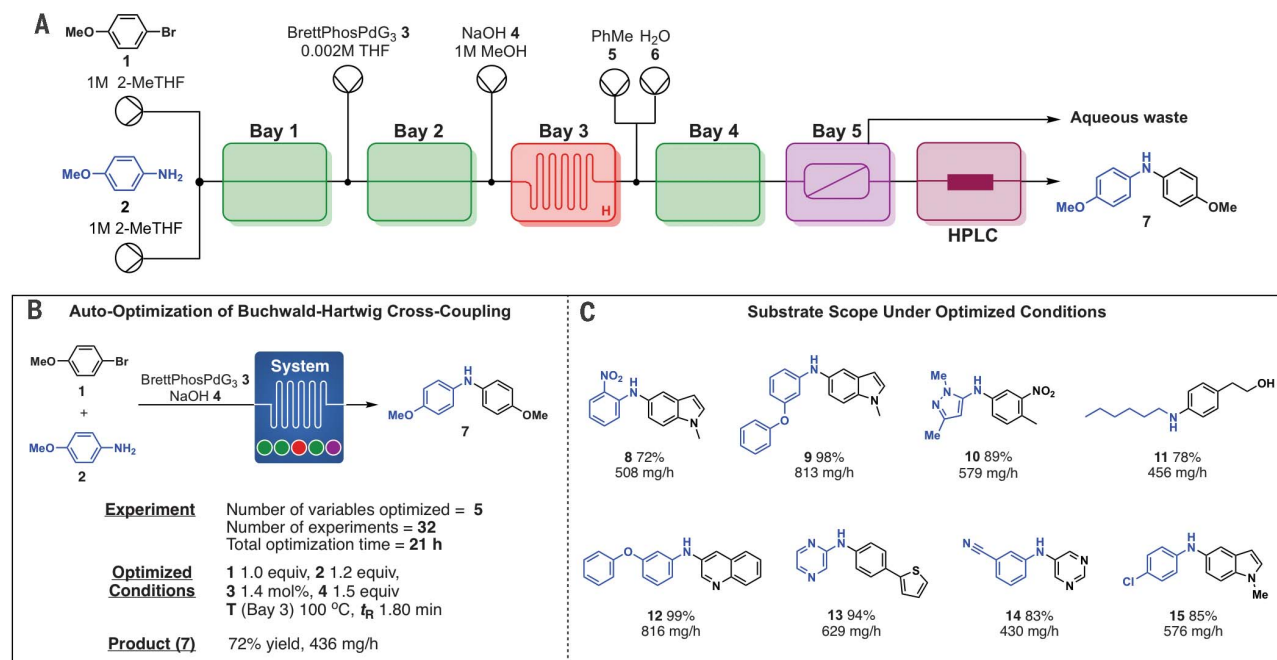 A
MeO
Br
1
1M 2-MeTHF
MeO
NH2
2
1M 2-MeTHF
BrettPhosPdG3 3
0.002M THF
NaOH 4
1M MeOH
PhMe H2O
5 6
Bay 1
Bay 2
Bay 3
H
Bay 4
Bay 5
HPLC
Aqueous waste
H
N
MeO
OMe
7
B Auto-Optimization of Buchwald-Hartwig Cross-Coupling
MeO
Br
1
+
MeO
NH2
2
BrettPhosPdG3 3
NaOH 4
System
H
N
MeO
OMe
7
Experiment Number of variables optimized = 5
Number of experiments = 32
Total optimization time = 21 h
Optimized Conditions 1 1.0 equiv, 2 1.2 equiv,
3 1.4 mol%, 4 1.5 equiv
T (Bay 3) 100 °C, tR 1.80 min
Product (7) 72% yield, 436 mg/h
C Substrate Scope Under Optimized Conditions
NO2
H
N
N
8 72%
508 mg/h
H
N
O
N
9 98%
813 mg/h
Me
N
N
H
N
NO2
Me
Me
10 89%
579 mg/h
OH
N
H
11 78%
456 mg/h
O
H
N
N
12 99%
816 mg/h
N
N
H
N
S
13 94%
629 mg/h
N
H
N
N
N
14 83%
430 mg/h
H
N
Cl
N
Me
15 85%
576 mg/h